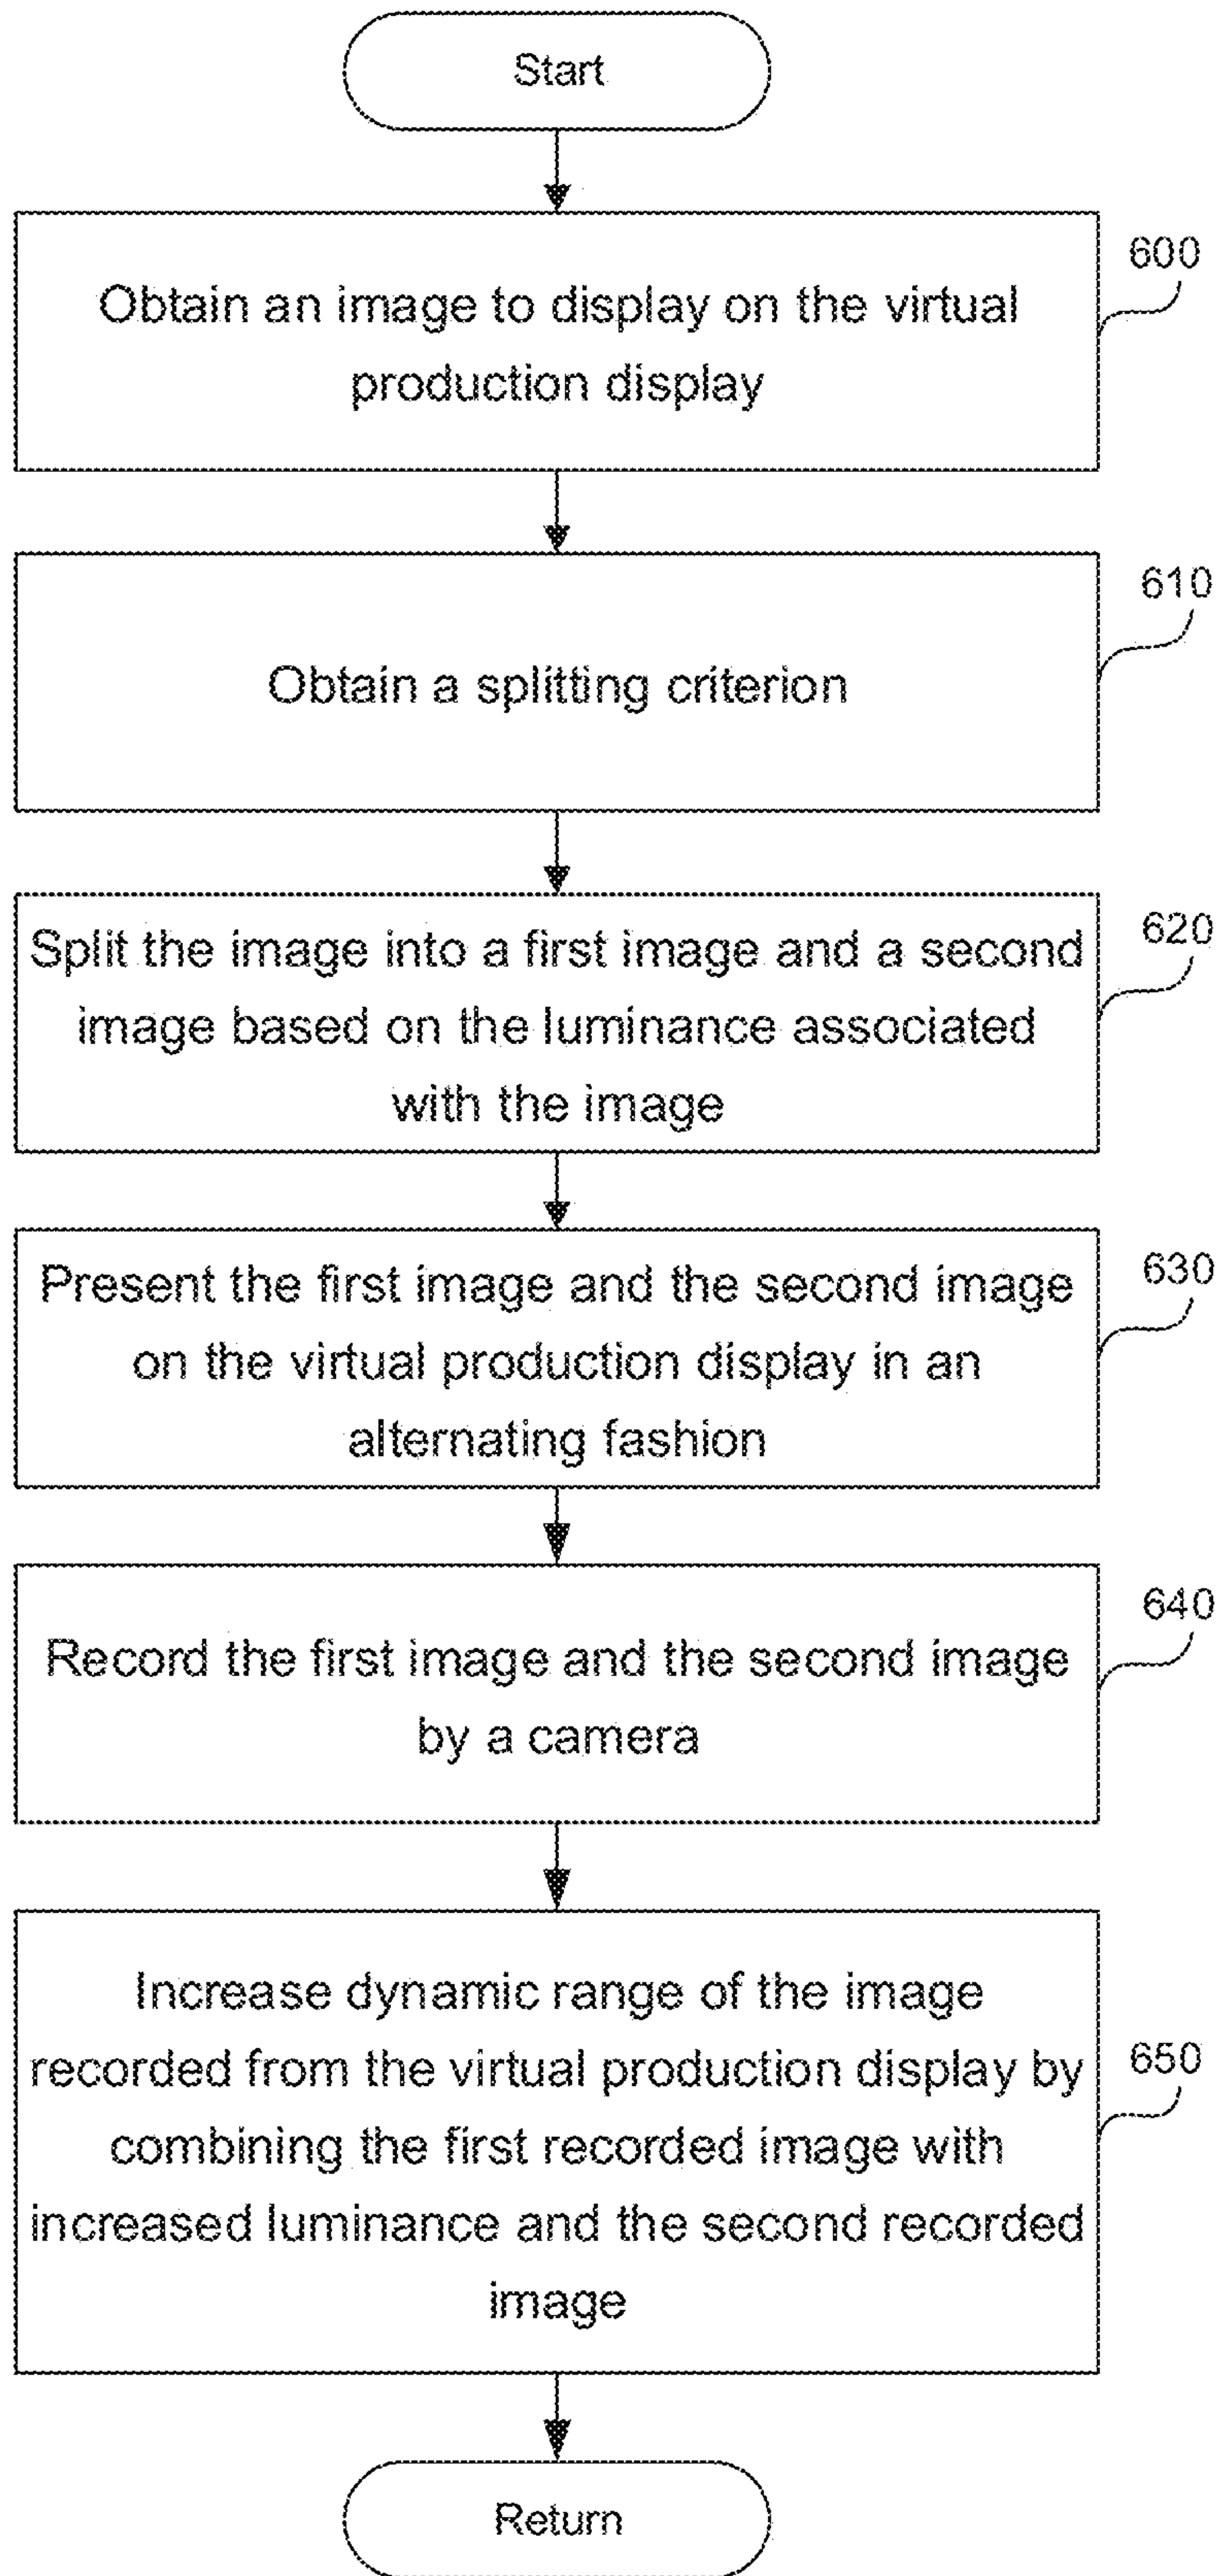 Start
600
Obtain an image to display on the virtual
production display
610
Obtain a splitting criterion
620
Split the image into a first image and a second
image based on the luminance associated
with the image
630
Present the first image and the second image
on the virtual production display in an
alternating fashion
640
Record the first image and the second image
by a camera
650
Increase dynamic range of the image
recorded from the virtual production display by
combining the first recorded image with
increased luminance and the second recorded
image
Return